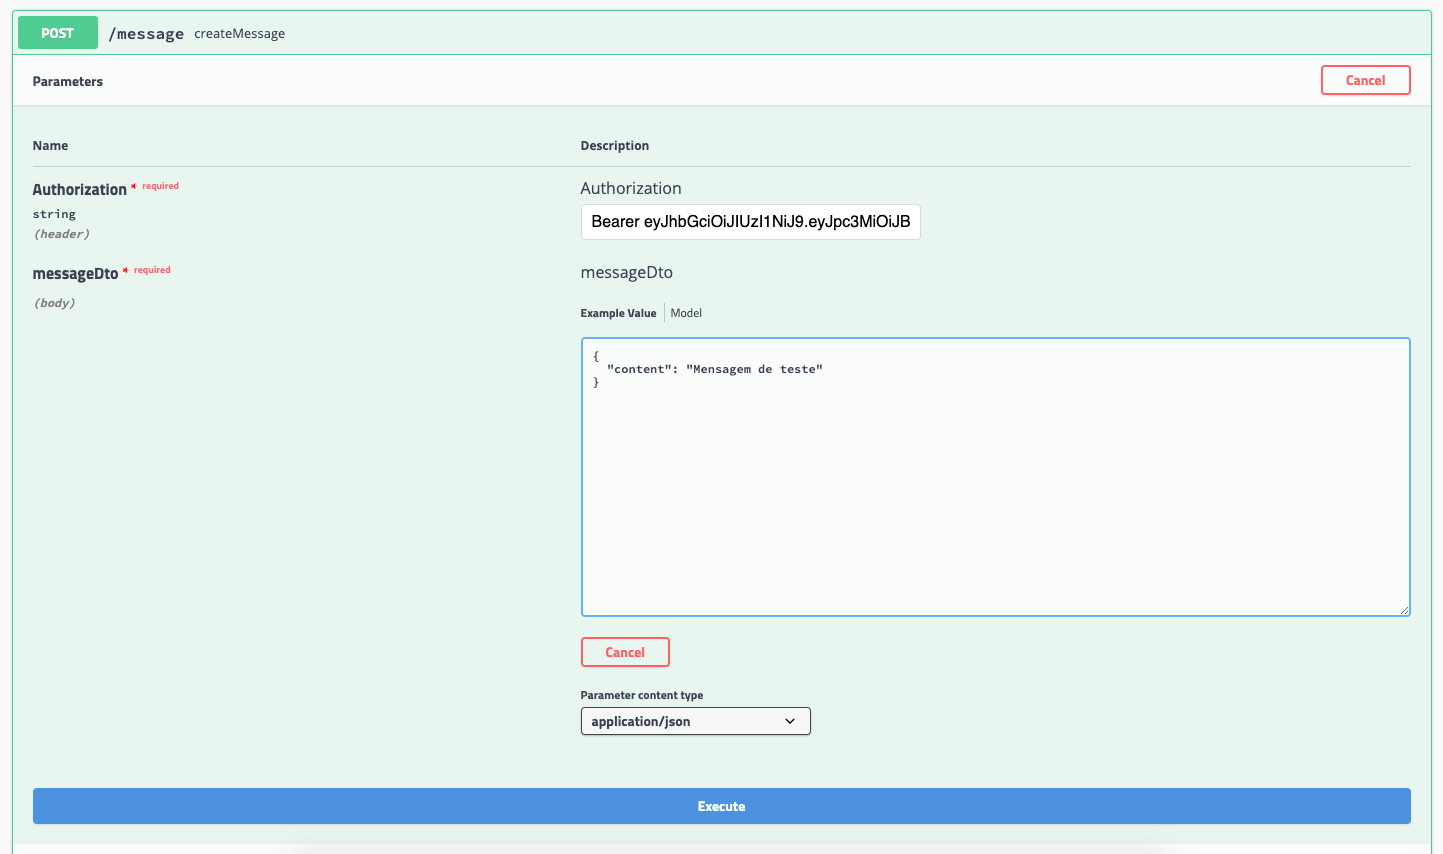 POST /message createMessage
Parameters Cancel
Name Description
Authorization * required Authorization
string
(header)
Bearer eyJhbGciOiJIUzI1NiJ9.eyJpc3MiOiJB
messageDto * required messageDto
(body)
Example Value Model
{
"content": "Mensagem de teste"
}
Cancel
Parameter content type
application/json
Execute